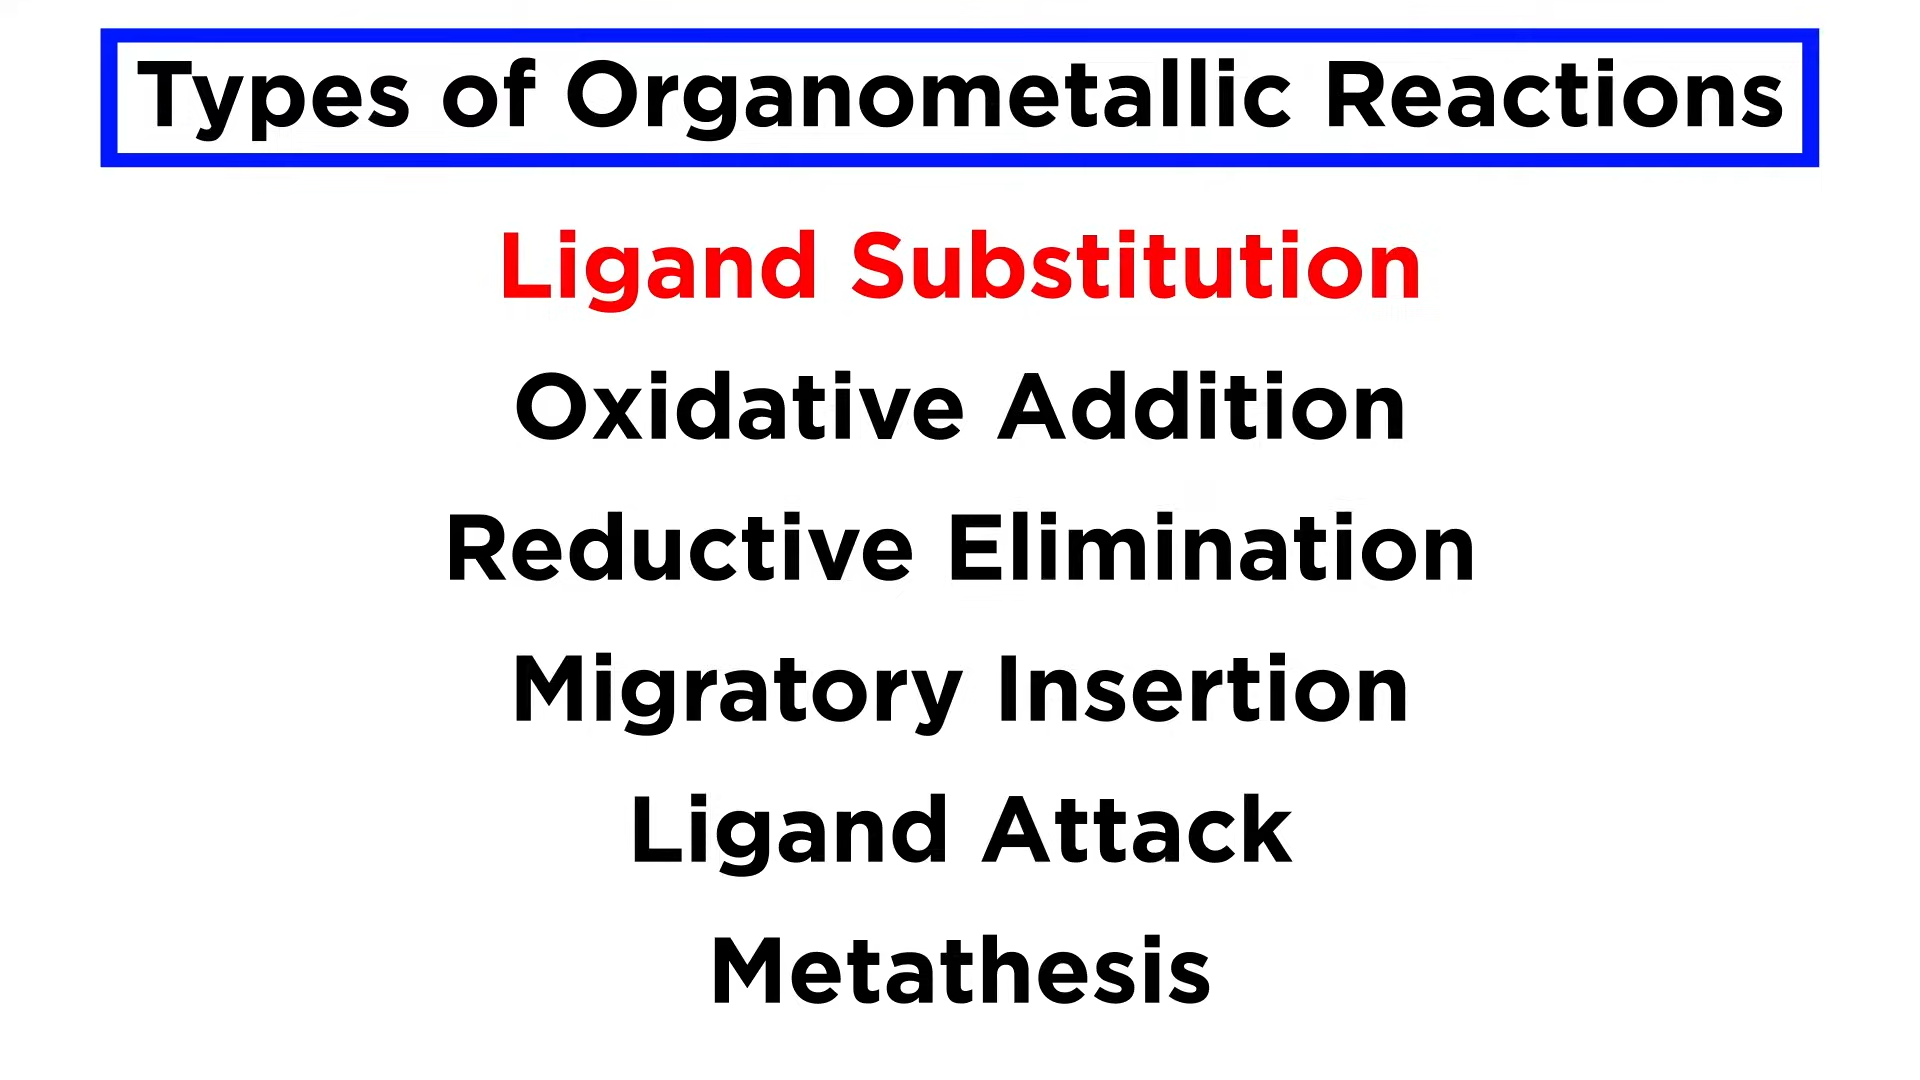 Types of Organometallic Reactions
Ligand Substitution
Oxidative Addition
Reductive Elimination
Migratory Insertion
Ligand Attack
Metathesis